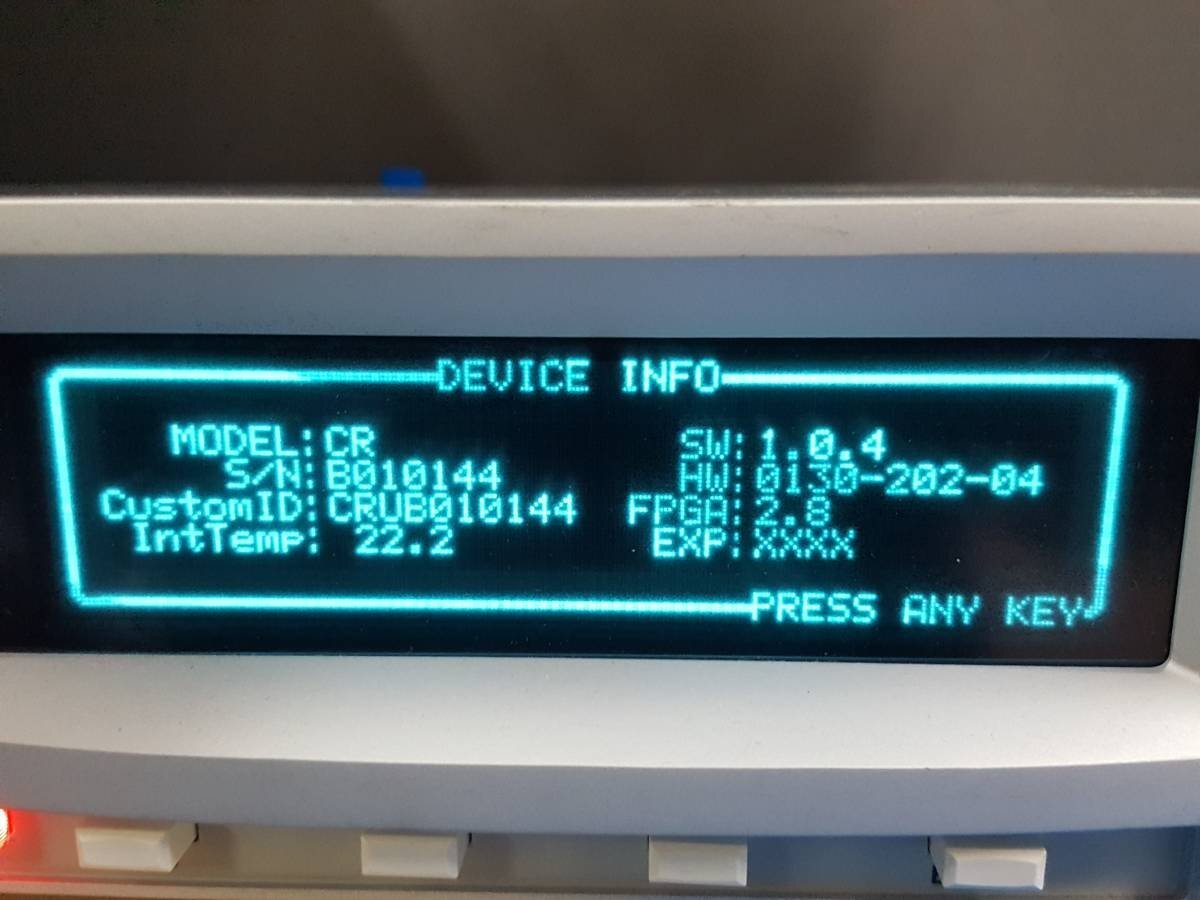 DEVICE INFO
MODEL:CR SW:1.0.4
S/N:B010144 HW:0130-202-04
CustomID:CRUB010144 FPGA:2.8
IntTemp: 22.2 EXP:XXXX
PRESS ANY KEY